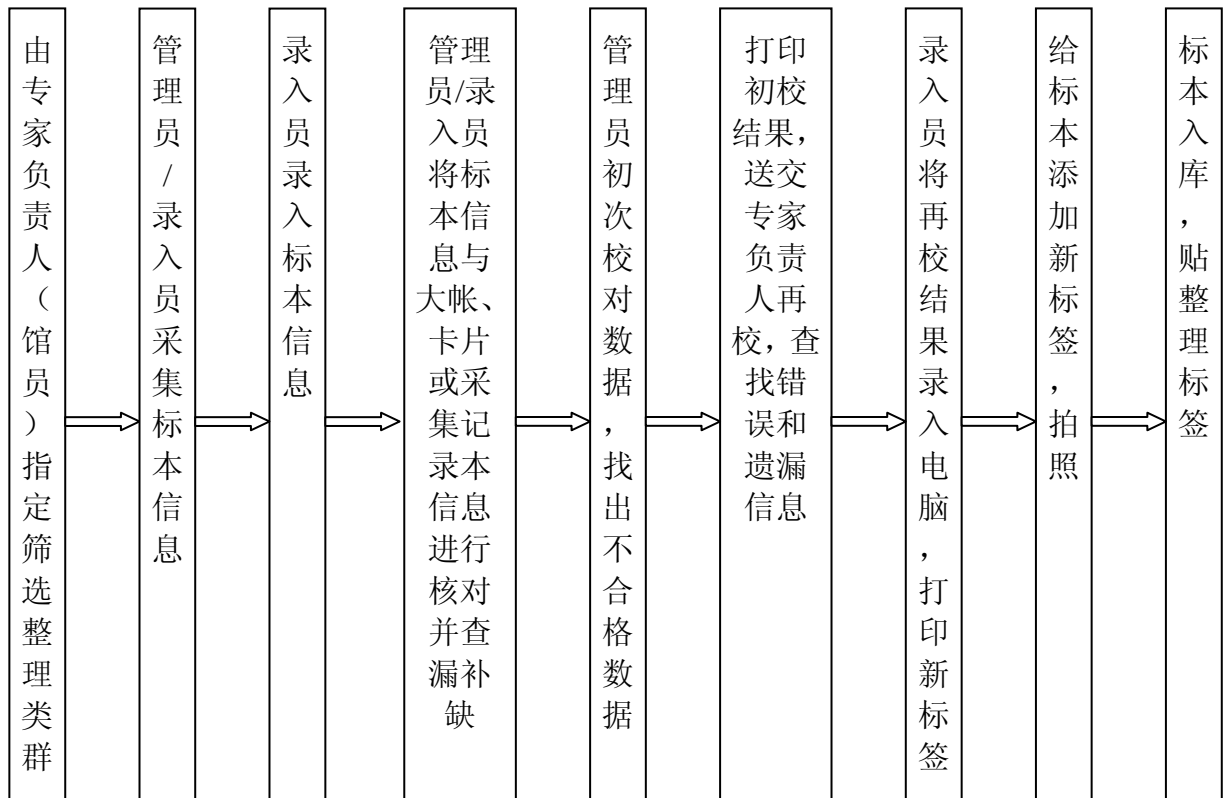 由专家负责人（馆员）指定筛选整理类群
管理员/录入员采集标本信息
录入员录入标本信息
管理
员/录
入员
将标
本信
息与
大帐、
卡片
或采
集记
录本
信息
进行
核对
并查
漏补
缺
管理员初次校对数据，找出不合格数据
打印
初校
结果，
送交
专家
负责
人再
校，查
找错
误和
遗漏
信息
录入员将再校结果录入电脑，打印新标签
给标本添加新标签，拍照
标本入库，贴整理标签